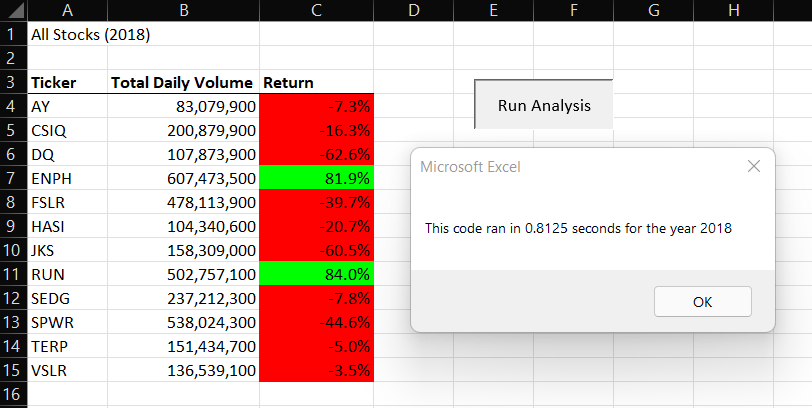 A B C D E F G H
1 All Stocks (2018)
2
3 Ticker Total Daily Volume Return
4 AY 83,079,900 -7.3%
Run Analysis
5 CSIQ 200,879,900 -16.3%
6 DQ 107,873,900 -62.6%
Microsoft Excel
7 ENPH 607,473,500 81.9%
8 FSLR 478,113,900 -39.7%
9 HASI 104,340,600 -20.7%
This code ran in 0.8125 seconds for the year 2018
10 JKS 158,309,000 -60.5%
11 RUN 502,757,100 84.0%
12 SEDG 237,212,300 -7.8%
OK
13 SPWR 538,024,300 -44.6%
14 TERP 151,434,700 -5.0%
15 VSLR 136,539,100 -3.5%
16